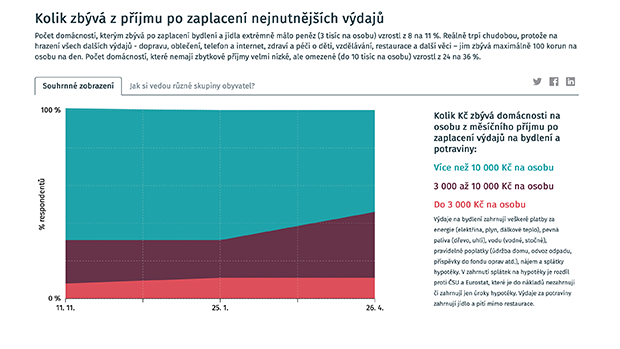 Kolik zbývá z příjmu po zaplacení nejnutnějších výdajů
Počet domácností, kterým zbývá po zaplacení bydlení a jídla extrémně málo peněz (3 tisíc na osobu) vzrostl z 8 na 11 %. Reálně trpí chudobou, protože na
hrazení všech dalších výdajů - dopravu, oblečení, telefon a internet, zdraví a péči o děti, vzdělávání, restaurace a další věci – jim zbývá maximálně 100 korun na
osobu na den. Počet domácností, které nemají zbytkové příjmy velmi nízké, ale omezené (do 10 tisíc na osobu) vzrostl z 24 na 36 %.
Souhrnné zobrazení
Jak si vedou různé skupiny obyvatel?
100 %
% respondentů
0 %
11. 11.
25. 1.
26. 4.
Kolik Kč zbývá domácnosti na
osobu z měsíčního příjmu po
zaplacení výdajů na bydlení a
potraviny:
Více než 10 000 Kč na osobu
3 000 až 10 000 Kč na osobu
Do 3 000 Kč na osobu
Výdaje na bydlení zahrnují veškeré platby za
energie (elektřina, plyn, dálkové teplo), pevná
paliva (dřevo, uhlí), vodu (vodné, stočné),
pravidelné poplatky (údržba domu, odvoz odpadu,
příspěvky do fondu oprav atd.), nájem a splátky
hypotéky. V zahrnutí splátek na hypotéky je rozdíl
proti ČSÚ a Eurostat, které je do nákladů nezahrnují
či zahrnují jen úroky hypotéky. Výdaje za potraviny
zahrnují jídlo a pití mimo restaurace.